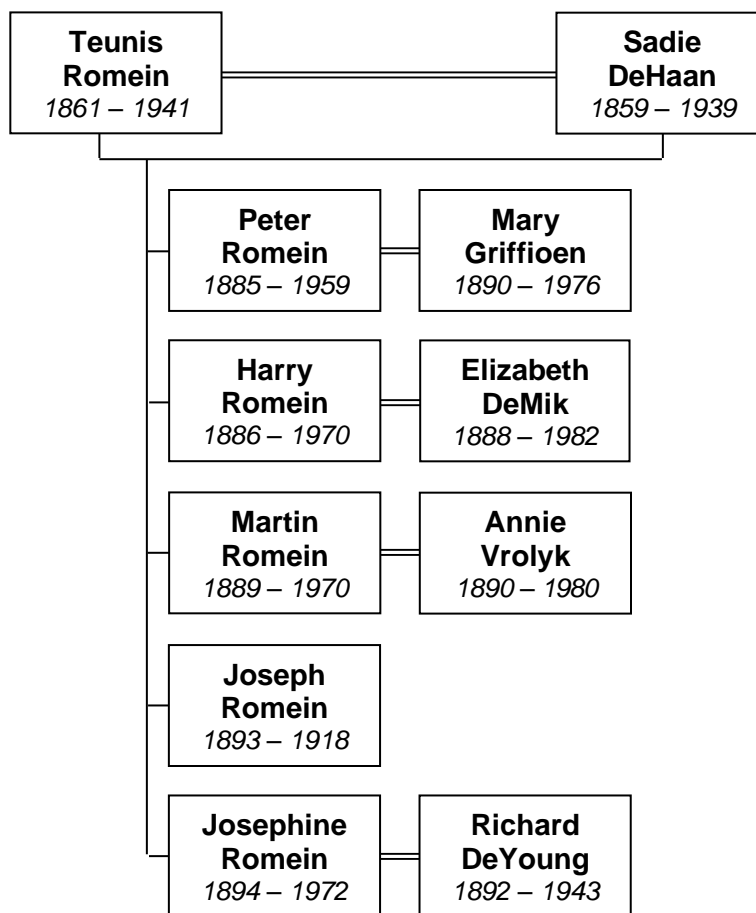 Teunis
Romein
1861 – 1941
Sadie
DeHaan
1859 – 1939
Peter
Romein
1885 – 1959
Mary
Griffioen
1890 – 1976
Harry
Romein
1886 – 1970
Elizabeth
DeMik
1888 – 1982
Martin
Romein
1889 – 1970
Annie
Vrolyk
1890 – 1980
Joseph
Romein
1893 – 1918
Josephine
Romein
1894 – 1972
Richard
DeYoung
1892 – 1943